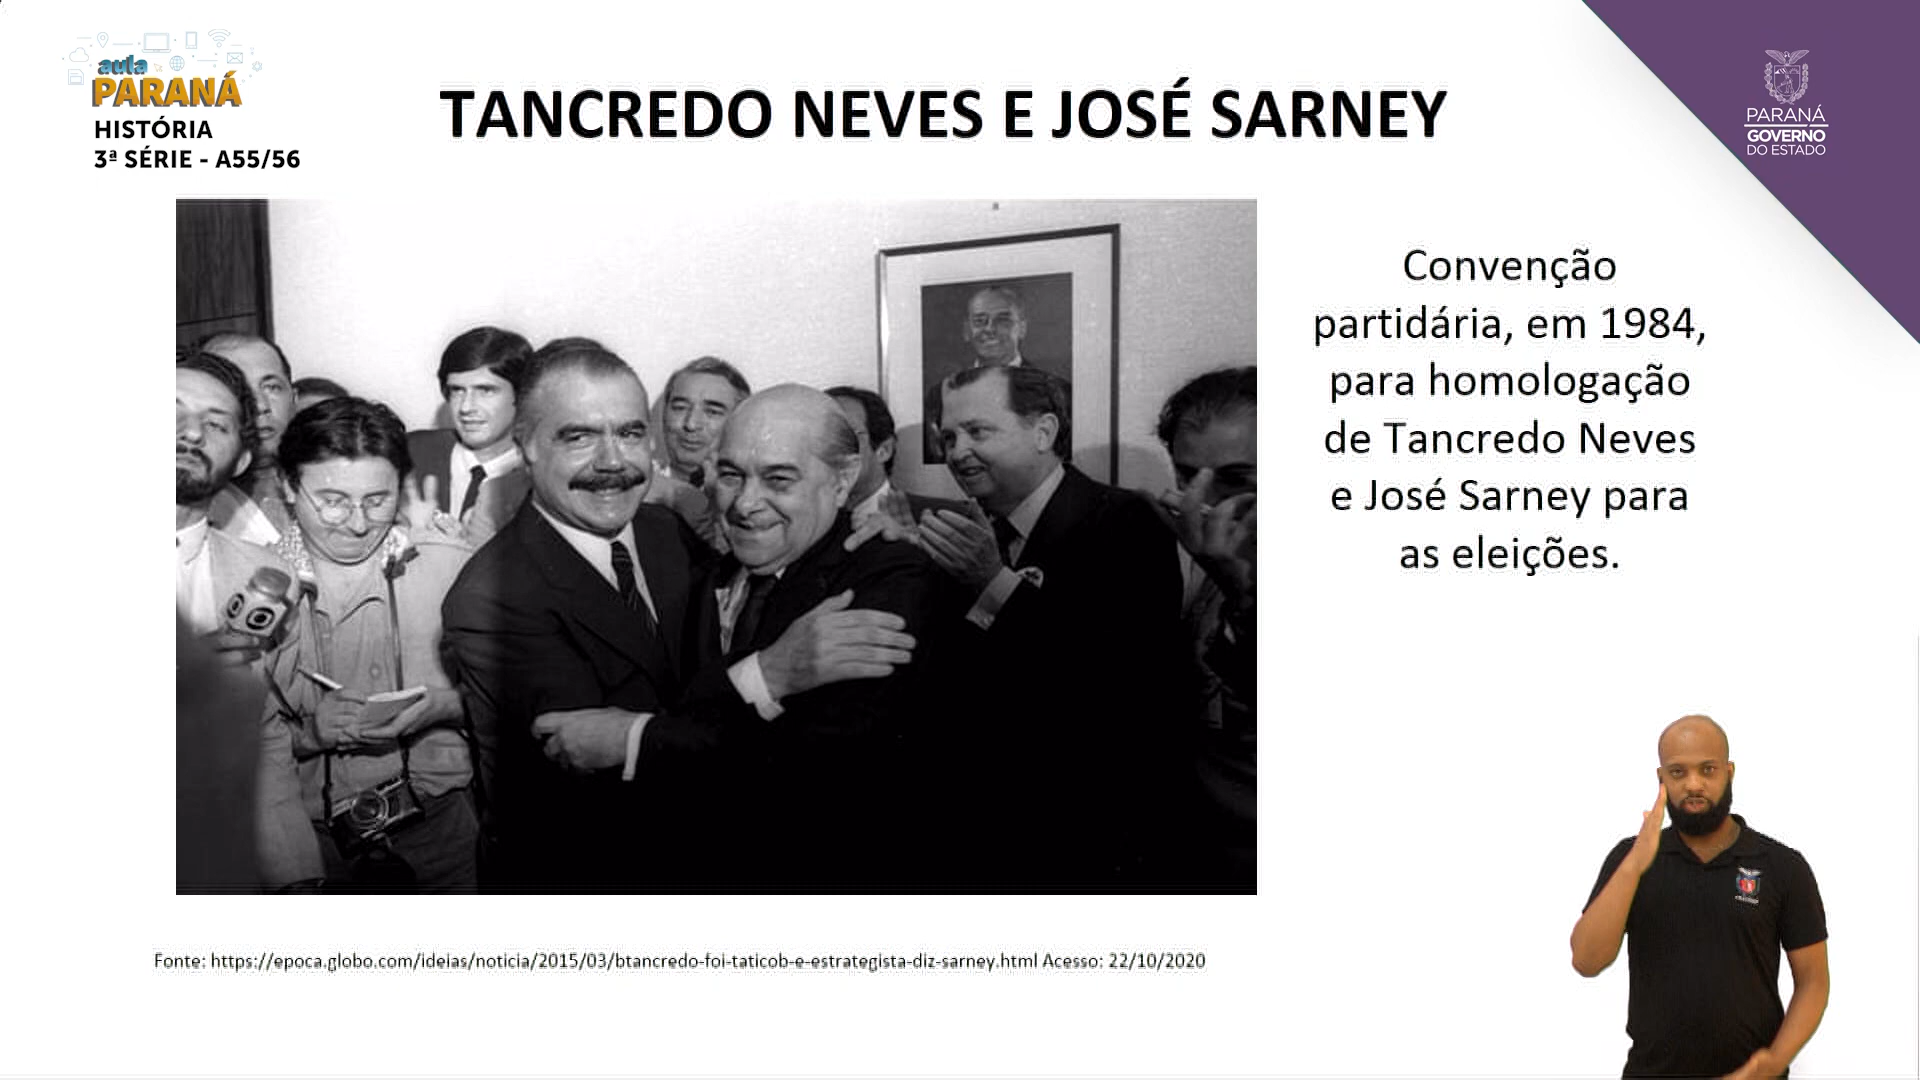 aula
PARANÁ
HISTÓRIA
3ª SÉRIE - A55/56
TANCREDO NEVES E JOSÉ SARNEY
PARANÁ
GOVERNO
DO ESTADO
Convenção
partidária, em 1984,
para homologação
de Tancredo Neves
e José Sarney para
as eleições.
Fonte: https://epoca.globo.com/ideias/noticia/2015/03/btancredo-foi-taticob-e-estrategista-diz-sarney.html Acesso: 22/10/2020